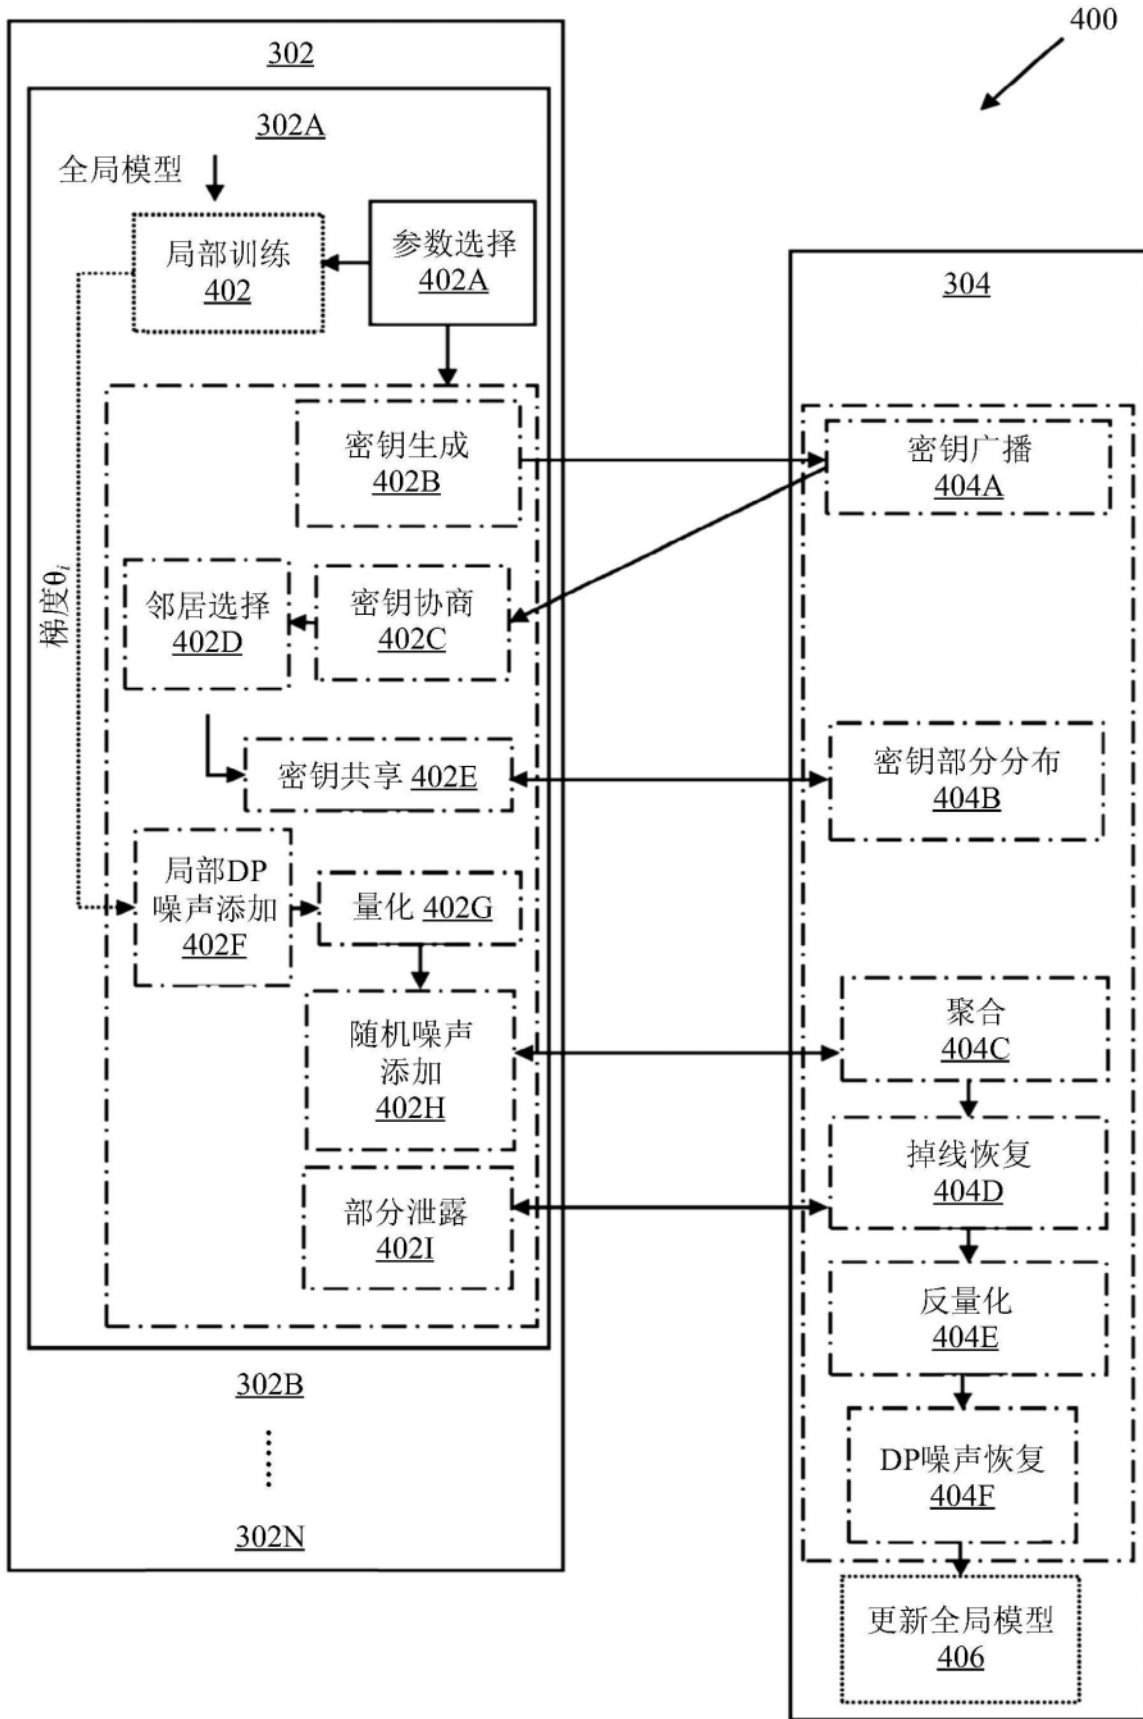 400
302
302A
全局模型
局部训练
402
参数选择
402A
304
密钥生成
402B
密钥广播
404A
梯度θi
邻居选择
402D
密钥协商
402C
密钥共享 402E
密钥部分分布
404B
局部DP
噪声添加
402F
量化 402G
随机噪声
添加
402H
聚合
404C
部分泄露
402I
掉线恢复
404D
反量化
404E
302B
DP噪声恢复
404F
302N
更新全局模型
406